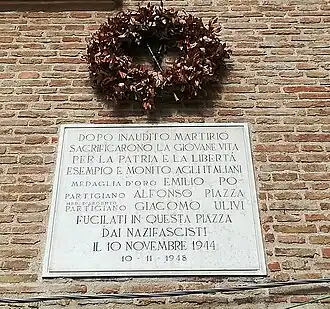 DOPO INAUDITO MARTIRIO
SACRIFICARONO LA GIOVANE VITA
PER LA PATRIA E LA LIBERTÀ
ESEMPIO E MONITO AGLI ITALIANI
MEDAGLIA D'ORO EMILIO PO
PARTIGIANO ALFONSO PIAZZA
MED. D'ARGENTO
PARTIGIANO GIACOMO ULIVI
FUCILATI IN QUESTA PIAZZA
DAI NAZIFASCISTI
IL 10 NOVEMBRE 1944
10-11-1948